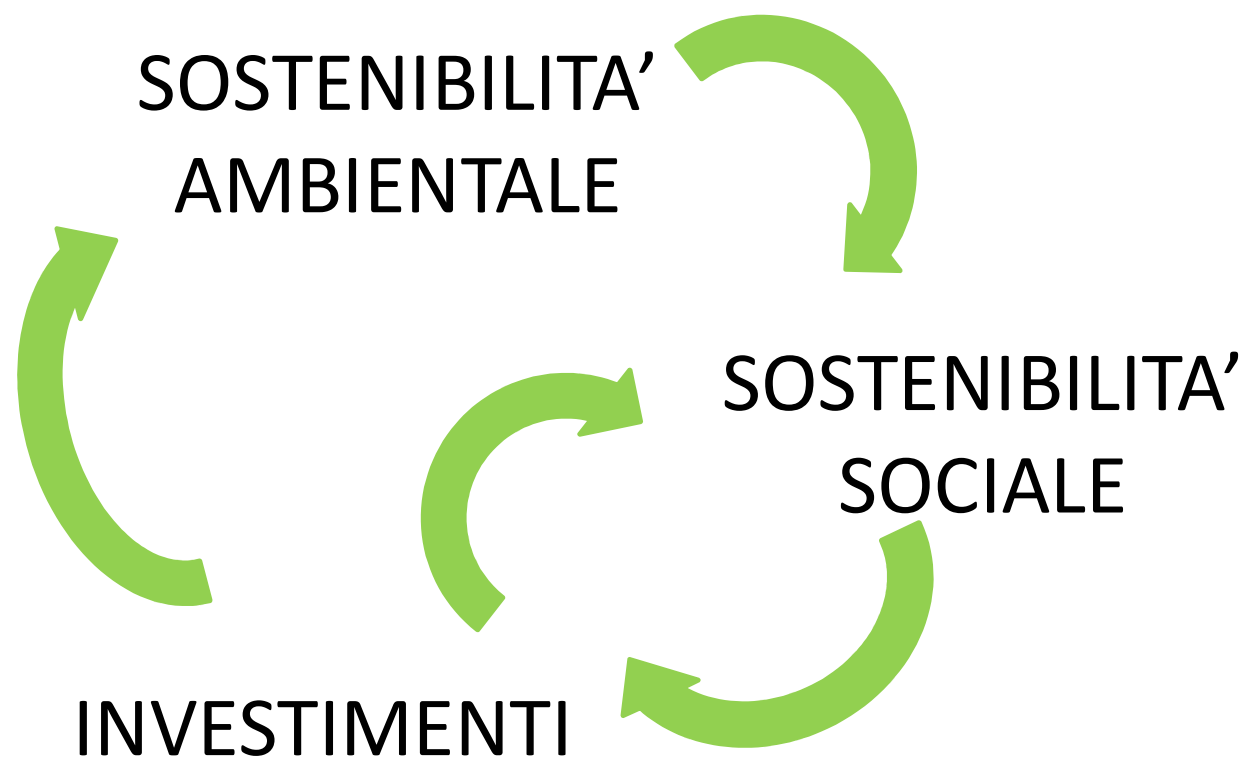 SOSTENIBILITA’
AMBIENTALE
SOSTENIBILITA’
SOCIALE
INVESTIMENTI